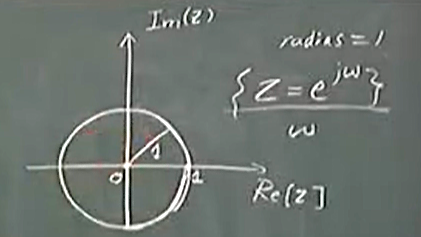 Im(z)
radius = 1
{z = e^{jω}}
ω
1
0
1
Re[z]